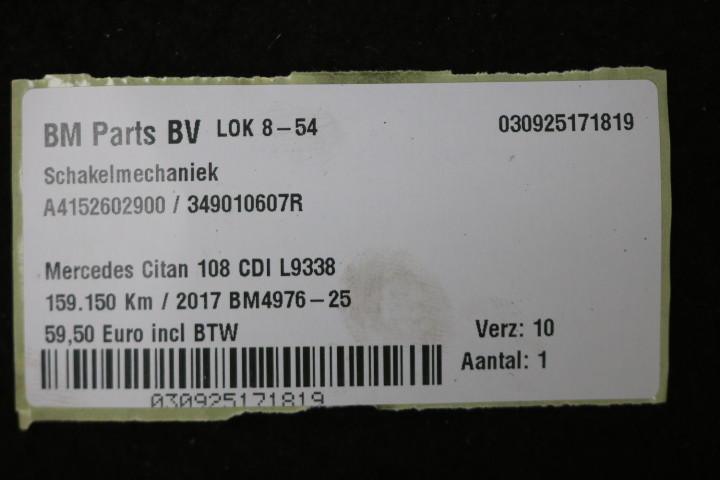 BM Parts BV LOK 8-54 030925171819
Schakelmechaniek
A4152602900 / 349010607R
Mercedes Citan 108 CDI L9338
159.150 Km / 2017 BM4976-25
59,50 Euro incl BTW Verz: 10
Aantal: 1
030925171819